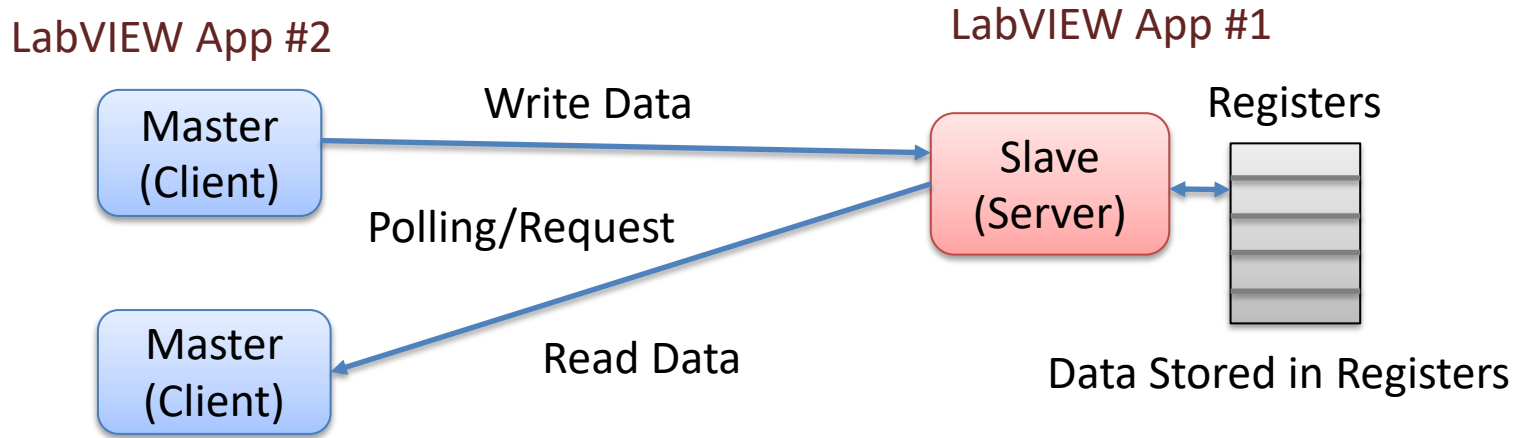 LabVIEW App #2
LabVIEW App #1
Master
(Client)
Write Data
Slave
(Server)
Registers
Polling/Request
Master
(Client)
Read Data
Data Stored in Registers